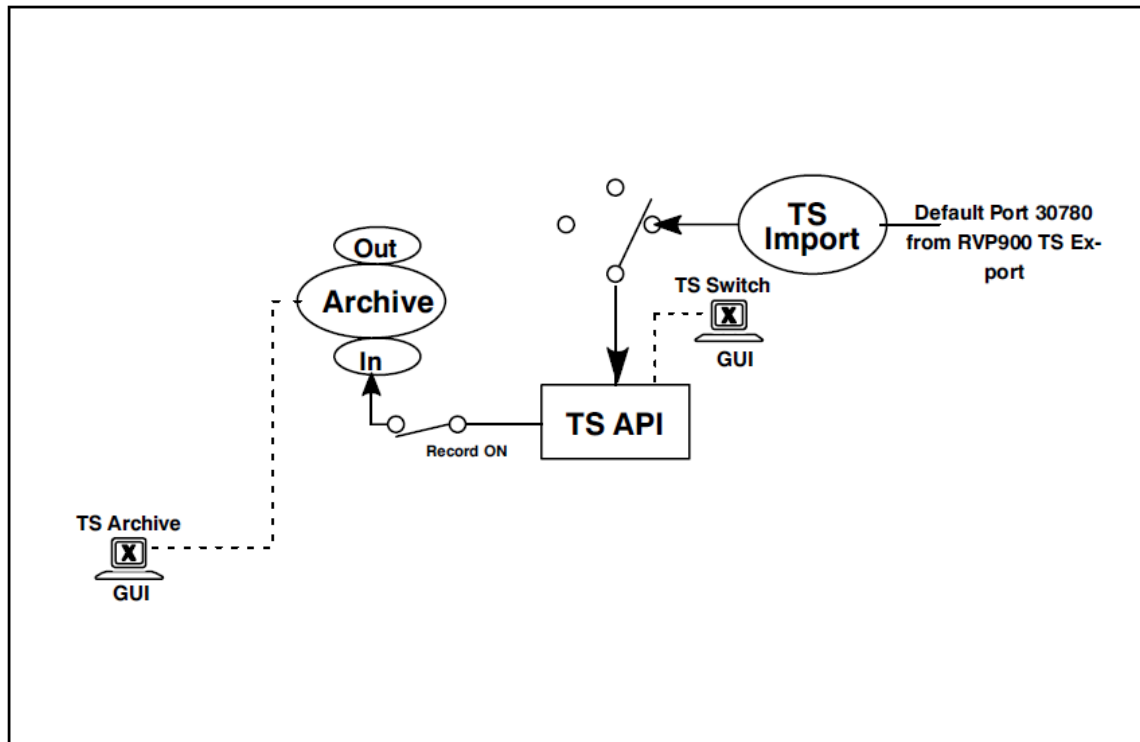 TS
Import
Default Port 30780
from RVP900 TS Ex-
port
Out
Archive
In
TS Switch
X
GUI
TS API
Record ON
TS Archive
X
GUI